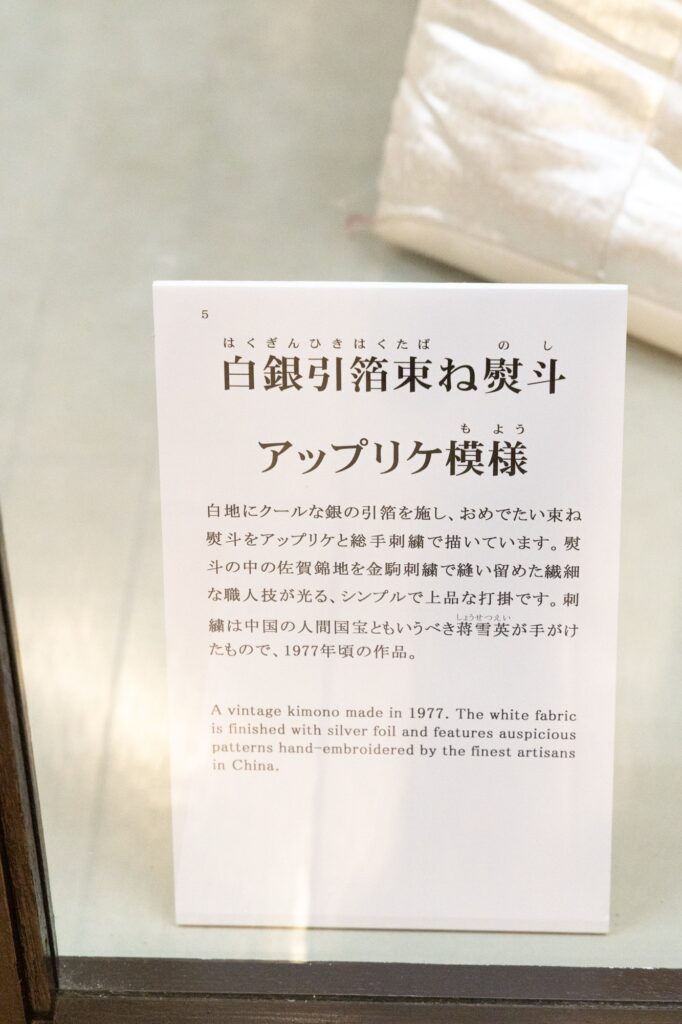 5
はくぎんひきはくたば の し
白銀引箔束ね熨斗
も よう
アップリケ模様
白地にクールな銀の引箔を施し、おめでたい束ね
熨斗をアップリケと総手刺繍で描いています。熨
斗の中の佐賀錦地を金駒刺繍で縫い留めた繊細
な職人技が光る、シンプルで上品な打掛です。刺
しょうせつえい
繍は中国の人間国宝ともいうべき蒋雪英が手がけ
たもので、1977年頃の作品。
A vintage kimono made in 1977. The white fabric
is finished with silver foil and features auspicious
patterns hand-embroidered by the finest artisans
in China.